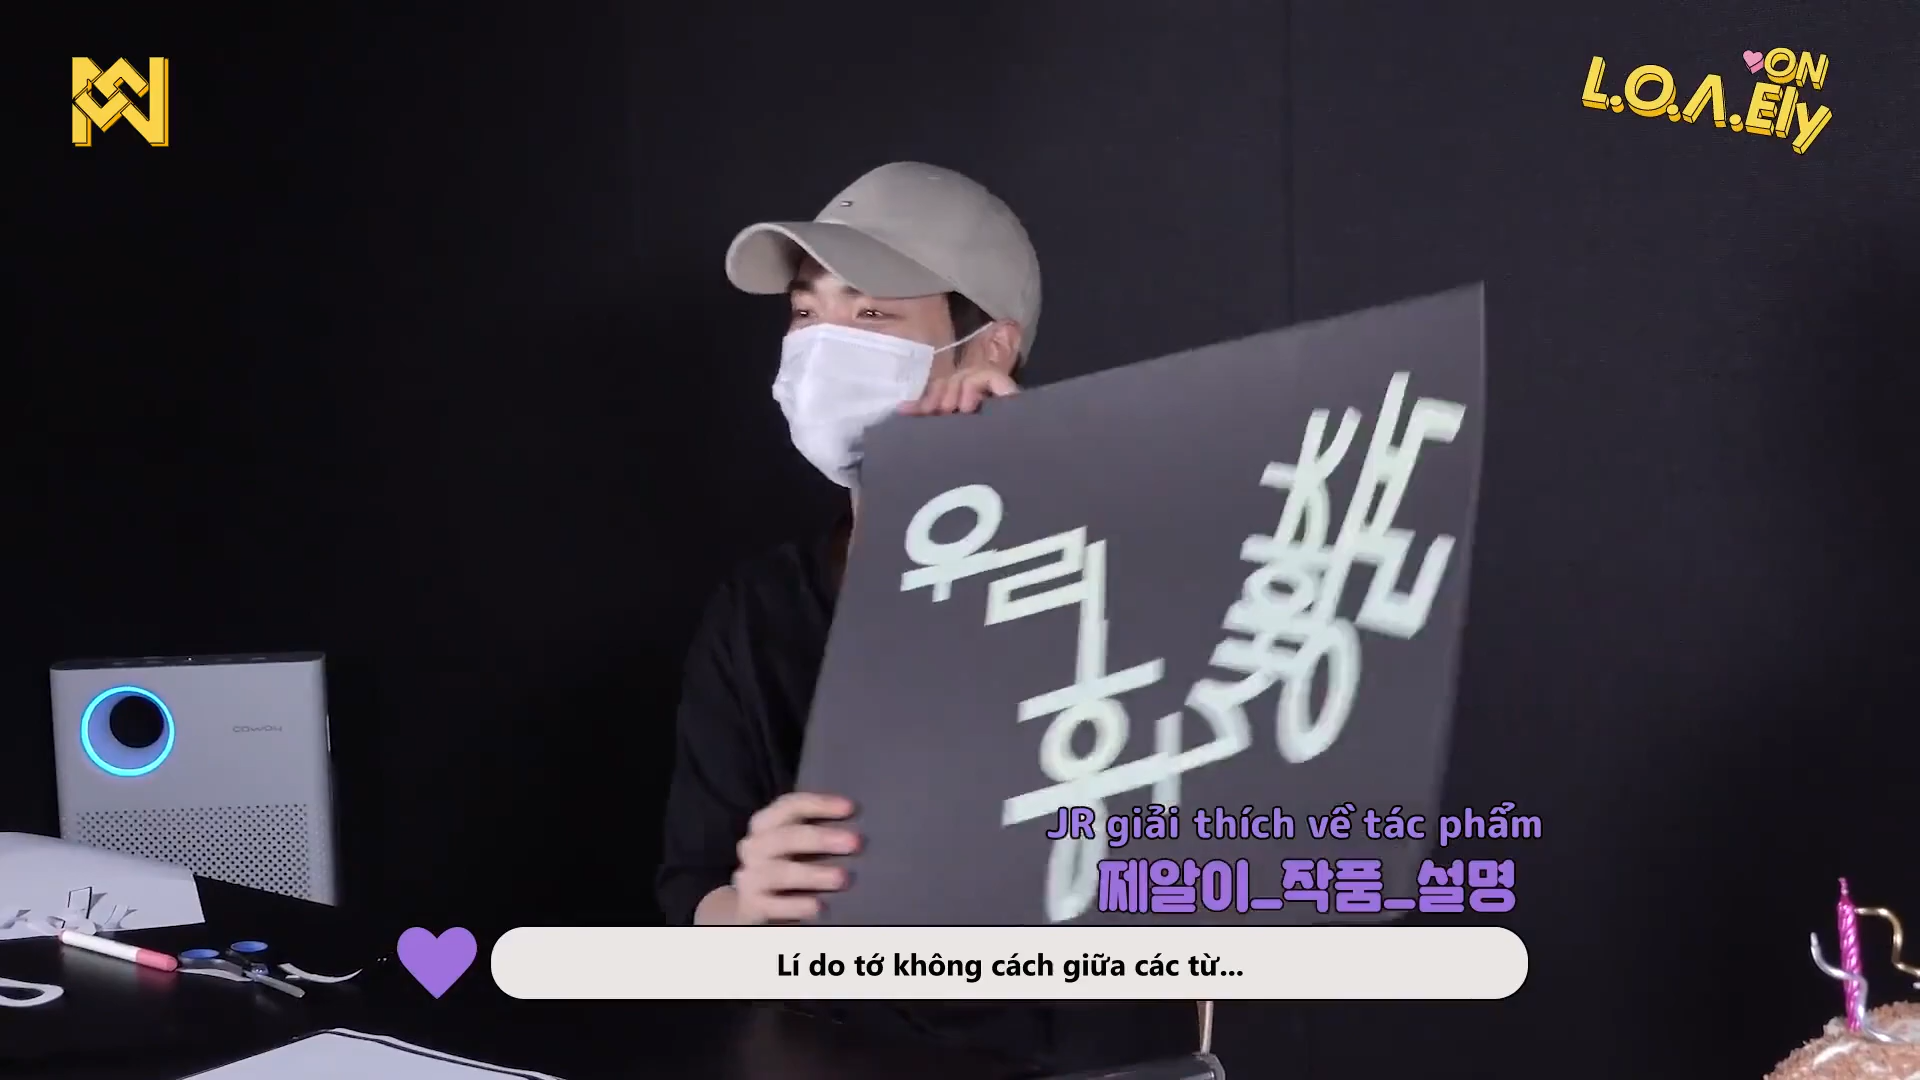 ON
L.O.Λ.Ely
우리
coway
JR giải thích về tác phẩm
쩨알이_작품_설명
Lí do tớ không cách giữa các từ...